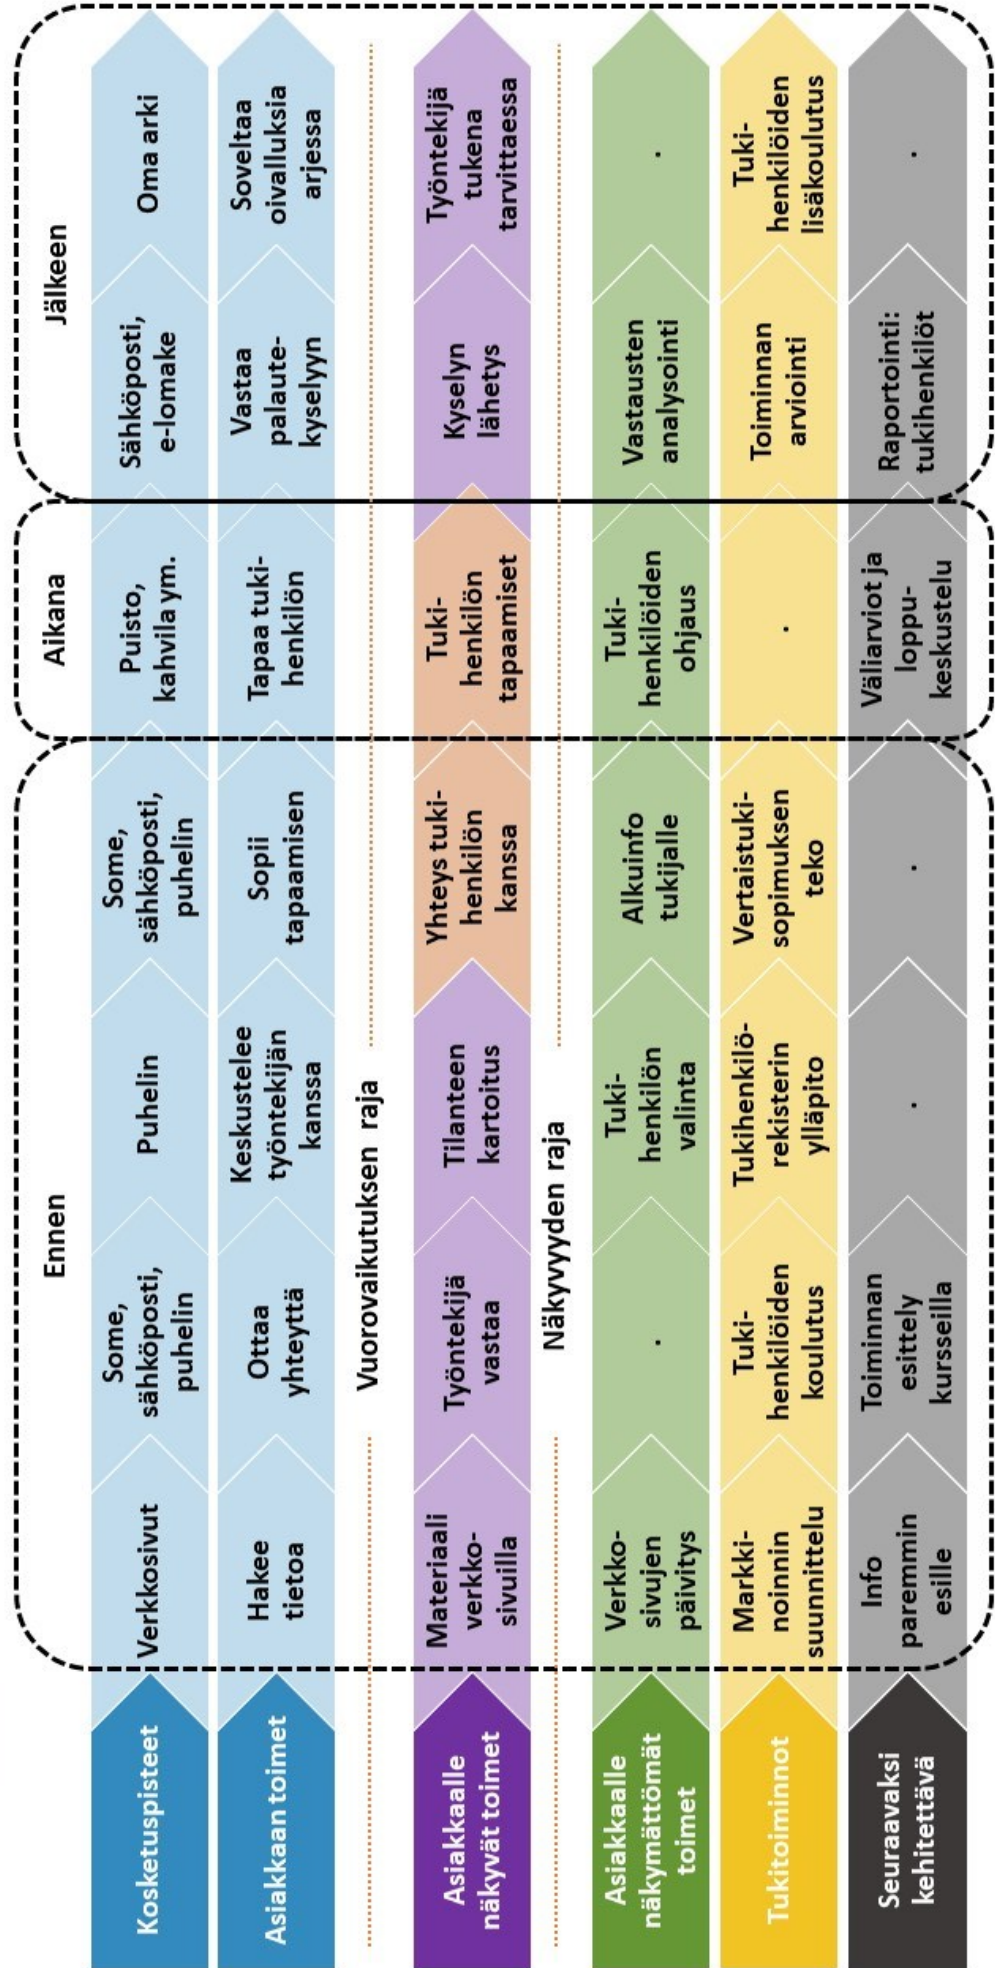 Ennen
Aikana
Jälkeen
Kosketuspisteet
Verkkosivut
Some,
sähköposti,
puhelin
Puhelin
Some,
sähköposti,
puhelin
Puisto,
kahvila ym.
Sähköposti,
e-lomake
Oma arki
Asiakkaan toimet
Hakee
tietoa
Ottaa
yhteyttä
Keskustelee
työntekijän
kanssa
Sopii
tapaamisen
Tapaa tuki-
henkilön
Vastaa
palaute-
kyselyyn
Soveltaa
oivalluksia
arjessa
Vuorovaikutuksen raja
Asiakkaalle
näkyvät toimet
Materiaali
verkko-
sivuilla
Työntekijä
vastaa
Tilanteen
kartoitus
Yhteys tuki-
henkilön
kanssa
Tuki-
henkilön
tapaamiset
Kyselyn
lähetys
Työntekijä
tukena
tarvittaessa
Näkyvyyden raja
Asiakkaalle
näkymättömät
toimet
Verkko-
sivujen
päivitys
.
Tuki-
henkilön
valinta
Alkuinfo
tukijalle
Tuki-
henkilöiden
ohjaus
Vastausten
analysointi
.
Tukitoiminnot
Markki-
noinnin
suunnittelu
Tuki-
henkilöiden
koulutus
Tukihenkilö-
rekisterin
ylläpito
Vertaistuki-
sopimuksen
teko
.
Toiminnan
arviointi
Tuki-
henkilöiden
lisäkoulutus
Seuraavaksi
kehitettävä
Info
paremmin
esille
Toiminnan
esittely
kursseilla
.
.
Väliarviot ja
loppu-
keskustelu
Raportointi:
tukihenkilöt
.